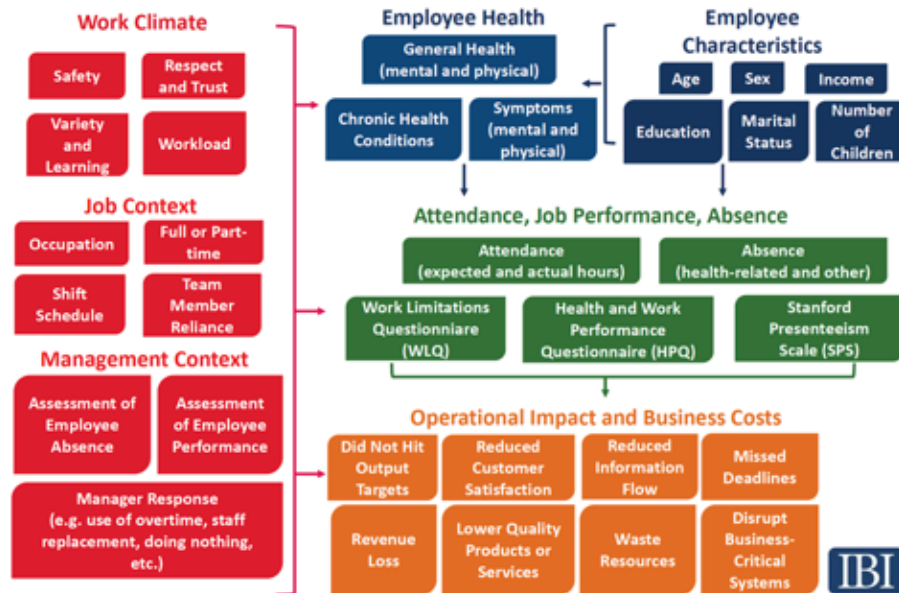 Work Climate
Safety
Respect
and Trust
Variety
and
Learning
Workload
Job Context
Occupation
Full or Part-
time
Shift
Schedule
Team
Member
Reliance
Management Context
Assessment of
Employee
Absence
Assessment
of Employee
Performance
Manager Response
(e.g. use of overtime, staff
replacement, doing nothing,
etc.)
Employee Health
General Health
(mental and physical)
Chronic Health
Conditions
Symptoms
(mental and
physical)
Employee
Characteristics
Age
Sex
Income
Education
Marital
Status
Number
of
Children
Attendance, Job Performance, Absence
Attendance
(expected and actual hours)
Absence
(health-related and other)
Work Limitations
Questionniare
(WLQ)
Health and Work
Performance
Questionnaire (HPQ)
Stanford
Presenteeism
Scale (SPS)
Operational Impact and Business Costs
Did Not Hit
Output
Targets
Reduced
Customer
Satisfaction
Reduced
Information
Flow
Missed
Deadlines
Revenue
Loss
Lower Quality
Products or
Services
Waste
Resources
Disrupt
Business-
Critical
Systems
IBI